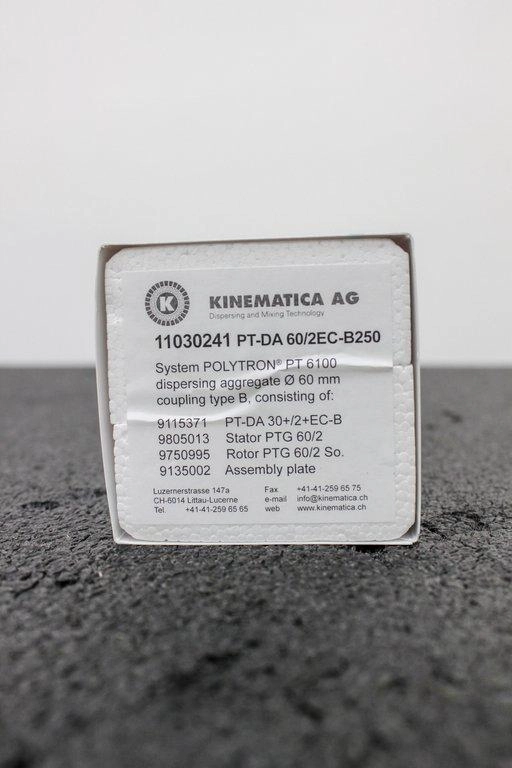 K
KINEMATICA AG
Dispersing and Mixing Technology
11030241 PT-DA 60/2EC-B250
System POLYTRON® PT 6100
dispersing aggregate Ø 60 mm
coupling type B, consisting of:
9115371 PT-DA 30+/2+EC-B
9805013 Stator PTG 60/2
9750995 Rotor PTG 60/2 So.
9135002 Assembly plate
Luzernerstrasse 147a Fax +41-41-259 65 75
CH-6014 Littau-Lucerne e-mail info@kinematica.ch
Tel. +41-41-259 65 65 web www.kinematica.ch